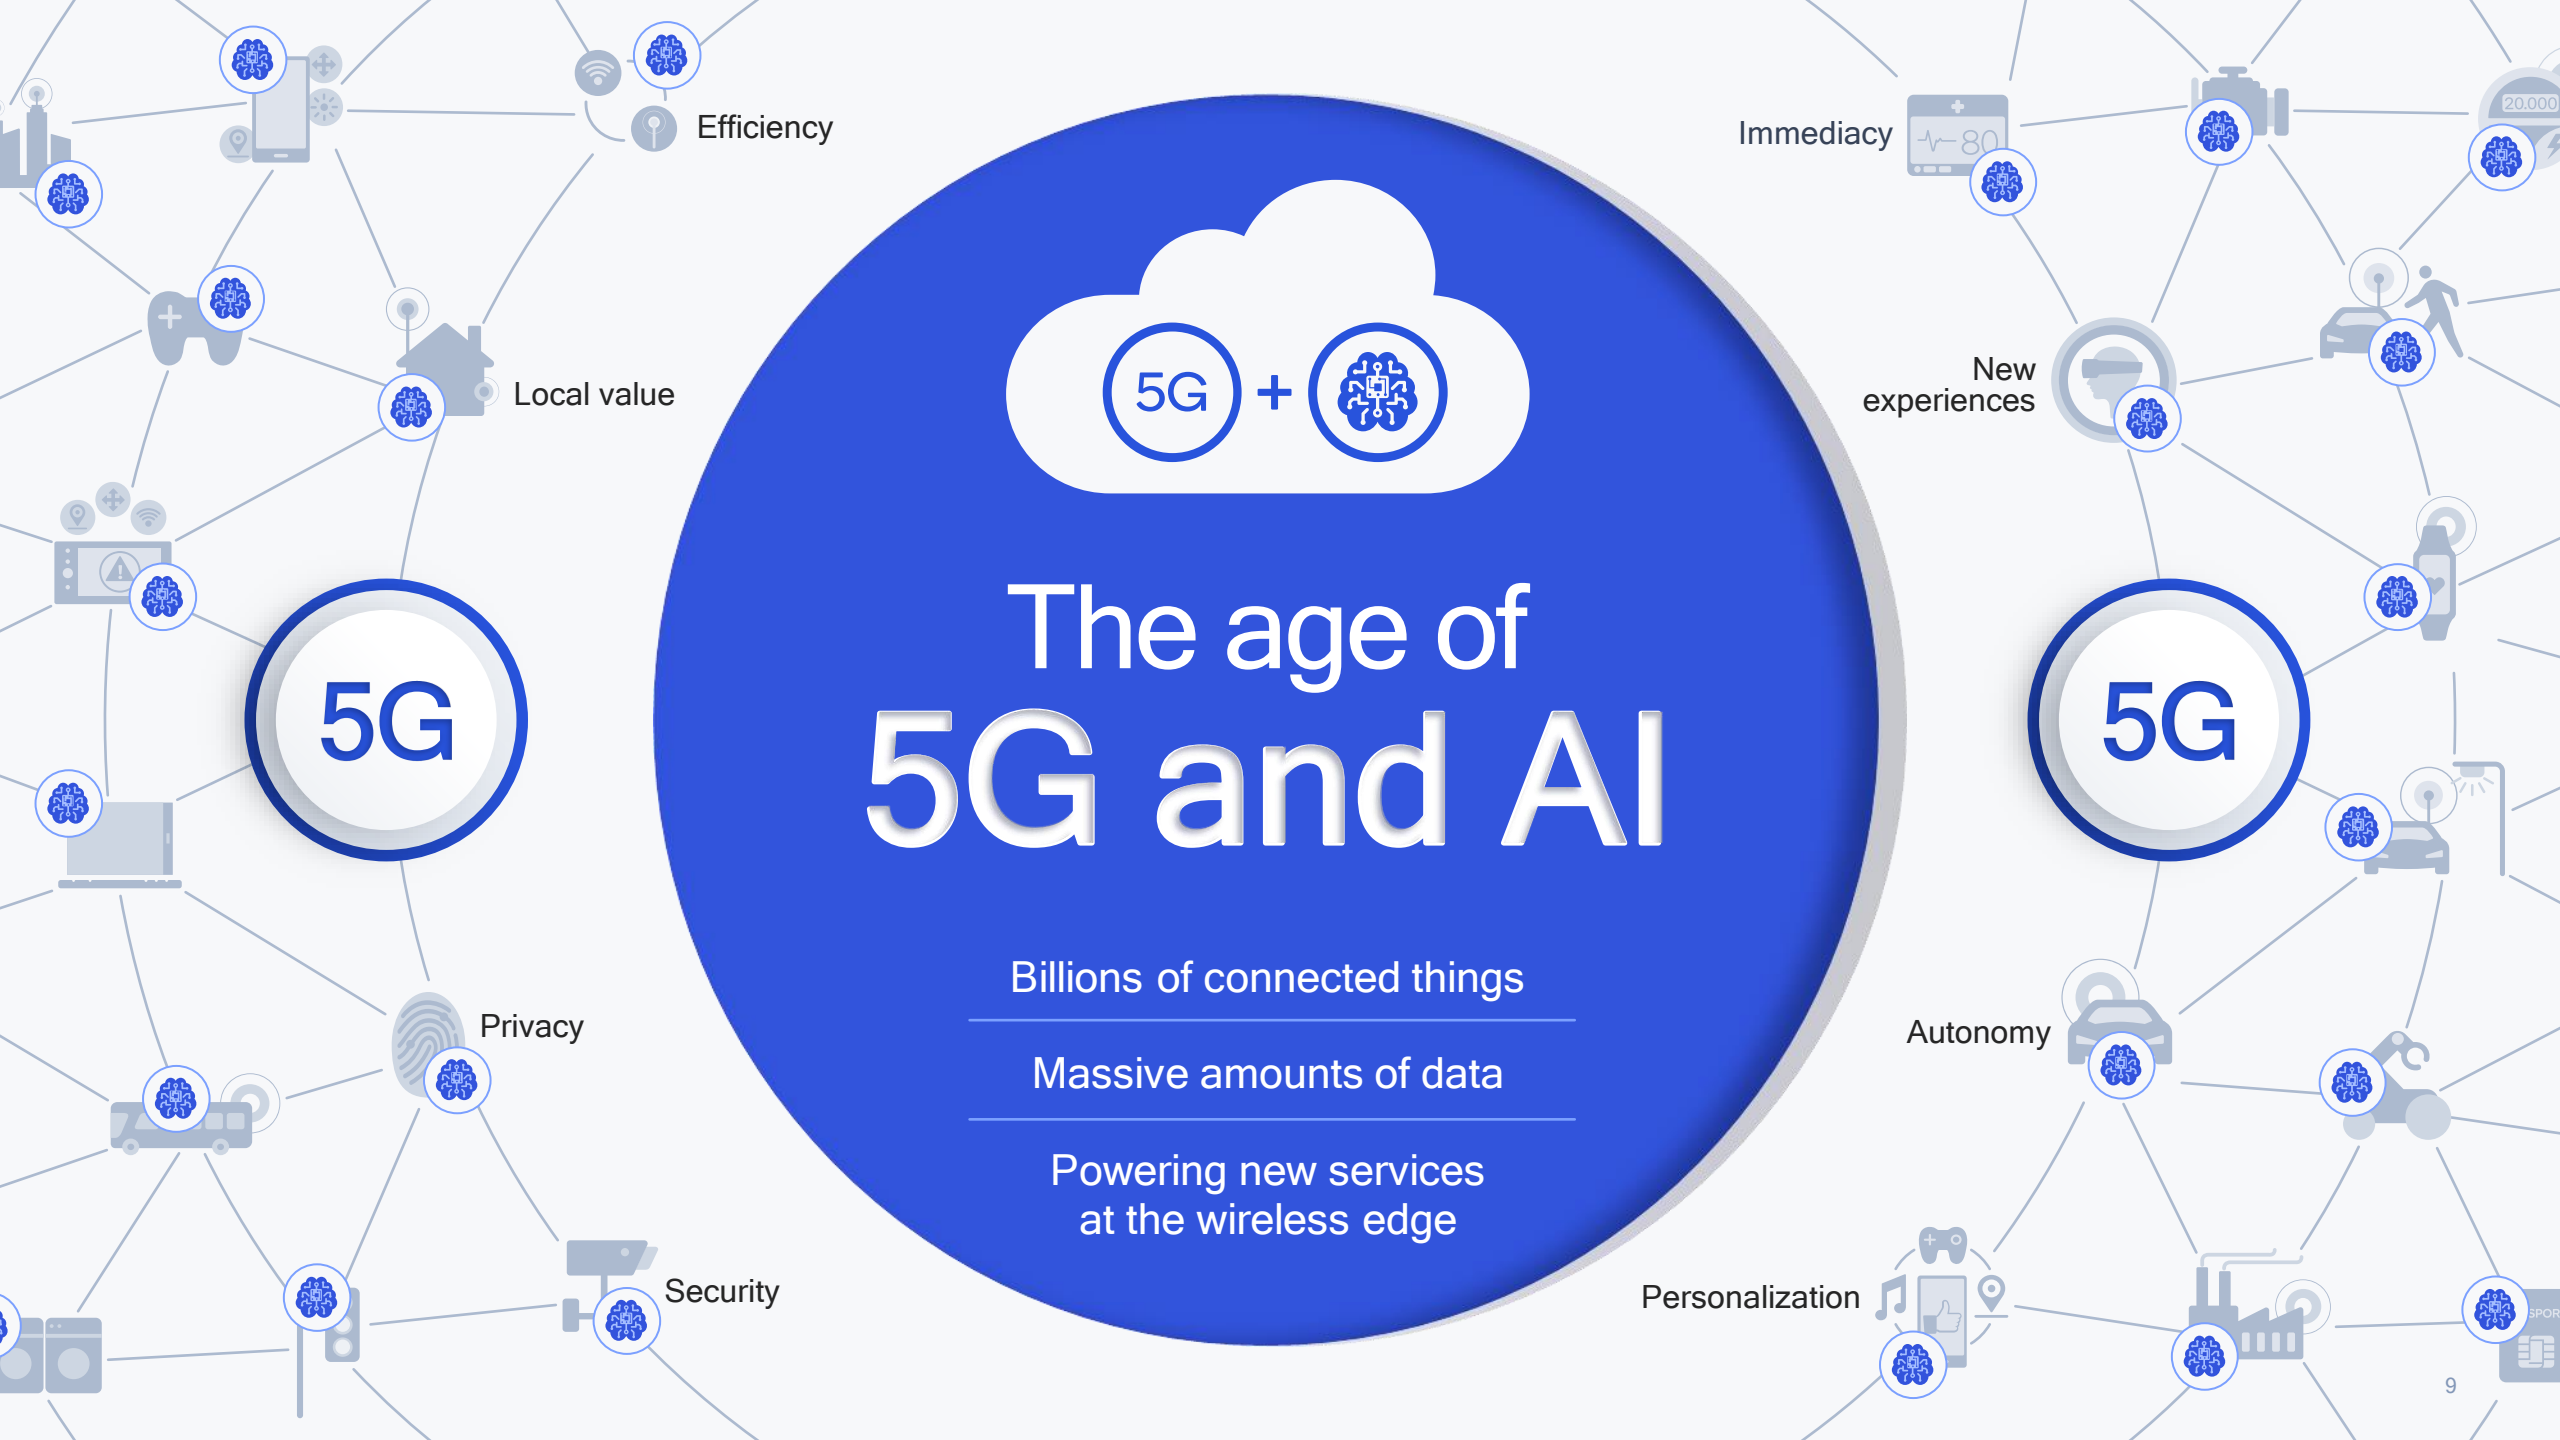 Efficiency
Local value
5G
Privacy
Security
5G +
The age of
5G and AI
Billions of connected things
Massive amounts of data
Powering new services
at the wireless edge
Immediacy
80
20.000
New
experiences
5G
Autonomy
Personalization
SPOR
9